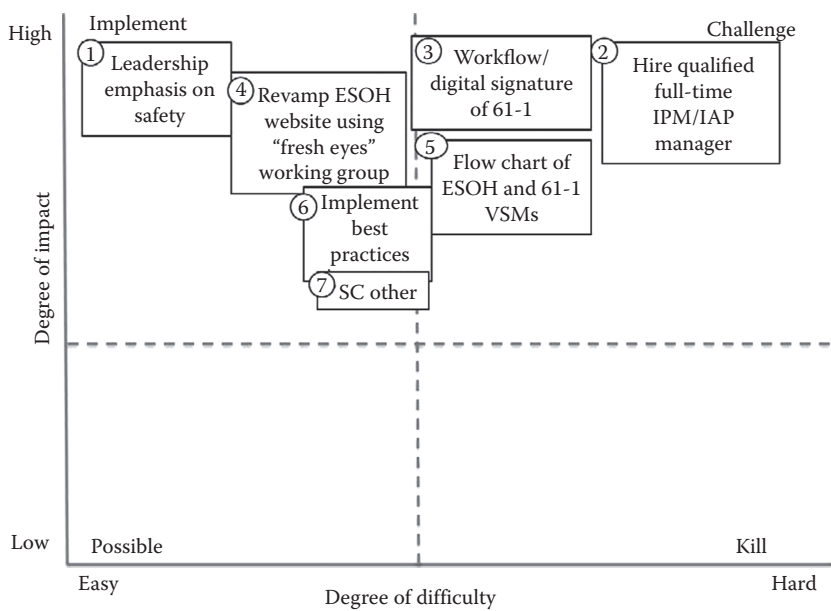 High
Implement
Challenge
1
Leadership
emphasis on
safety
4
Revamp ESOH
website using
“fresh eyes”
working group
3
Workflow/
digital signature
of 61-1
2
Hire qualified
full-time
IPM/IAP
manager
5
Flow chart of
ESOH and 61-1
VSMs
6
Implement
best
practices
7
SC other
Degree of impact
Low
Possible
Kill
Easy
Degree of difficulty
Hard